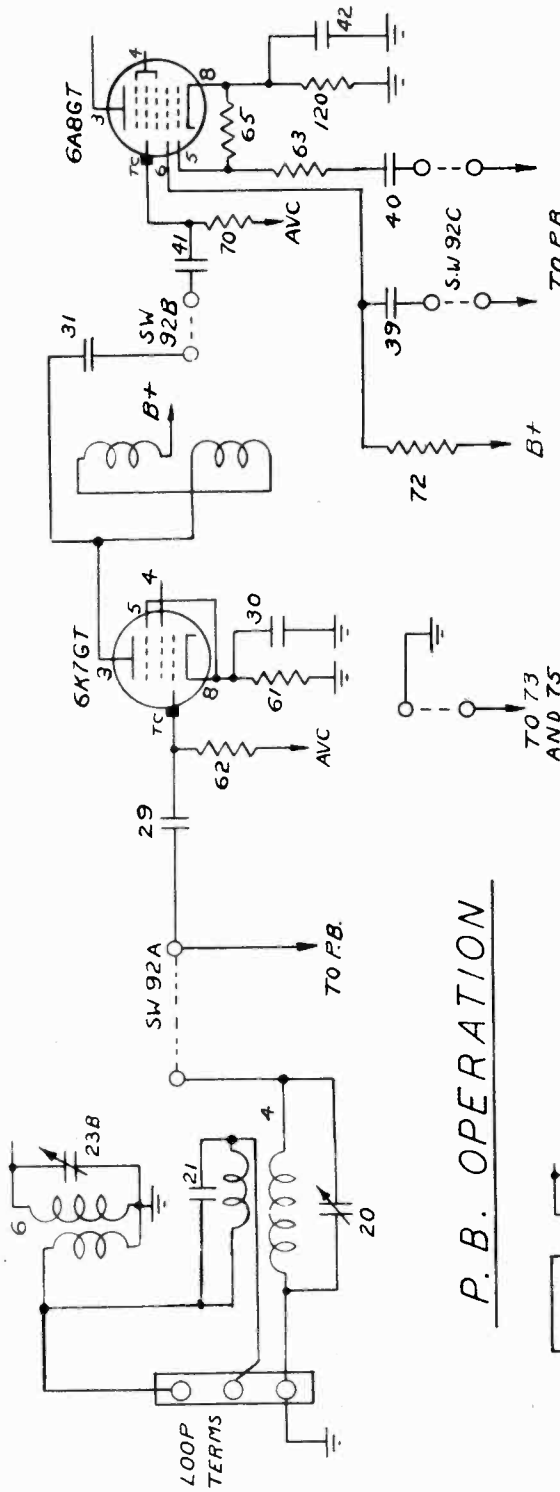 6A8GT
3
4
TC
6
5
8
42
120
65
63
40
41
70
AVC
SW
92B
31
B+
39
S.W 92C
TO P.B.
72
B+
6K7GT
3
5
4
TC
8
30
61
62
AVC
29
TO 73
AND 75
SW 92A
TO P.B.
6
23B
21
4
20
LOOP
TERMS
P.B. OPERATION